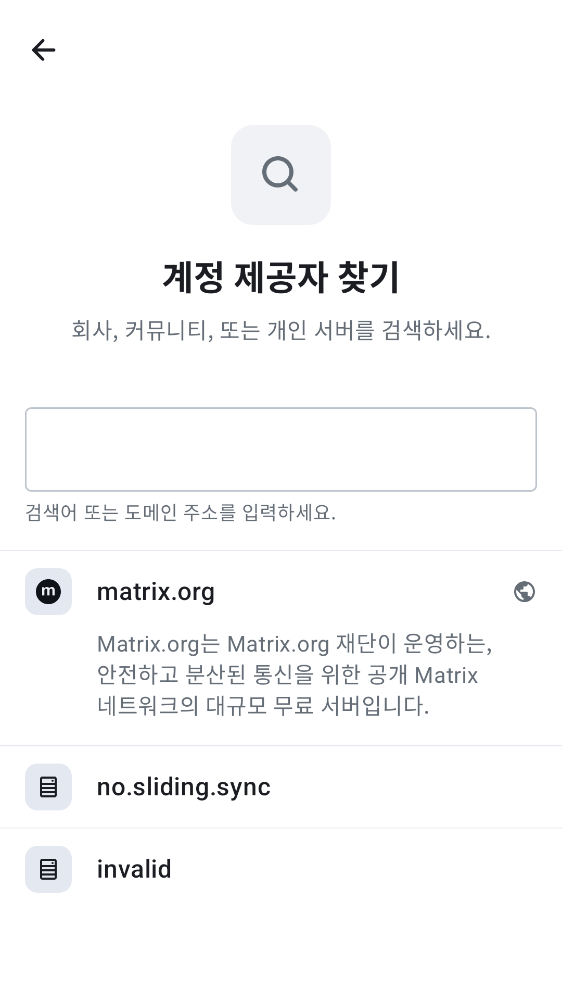 계정 제공자 찾기
회사, 커뮤니티, 또는 개인 서버를 검색하세요.
검색어 또는 도메인 주소를 입력하세요.
m
matrix.org
Matrix.org는 Matrix.org 재단이 운영하는,
안전하고 분산된 통신을 위한 공개 Matrix
네트워크의 대규모 무료 서버입니다.
no.sliding.sync
invalid